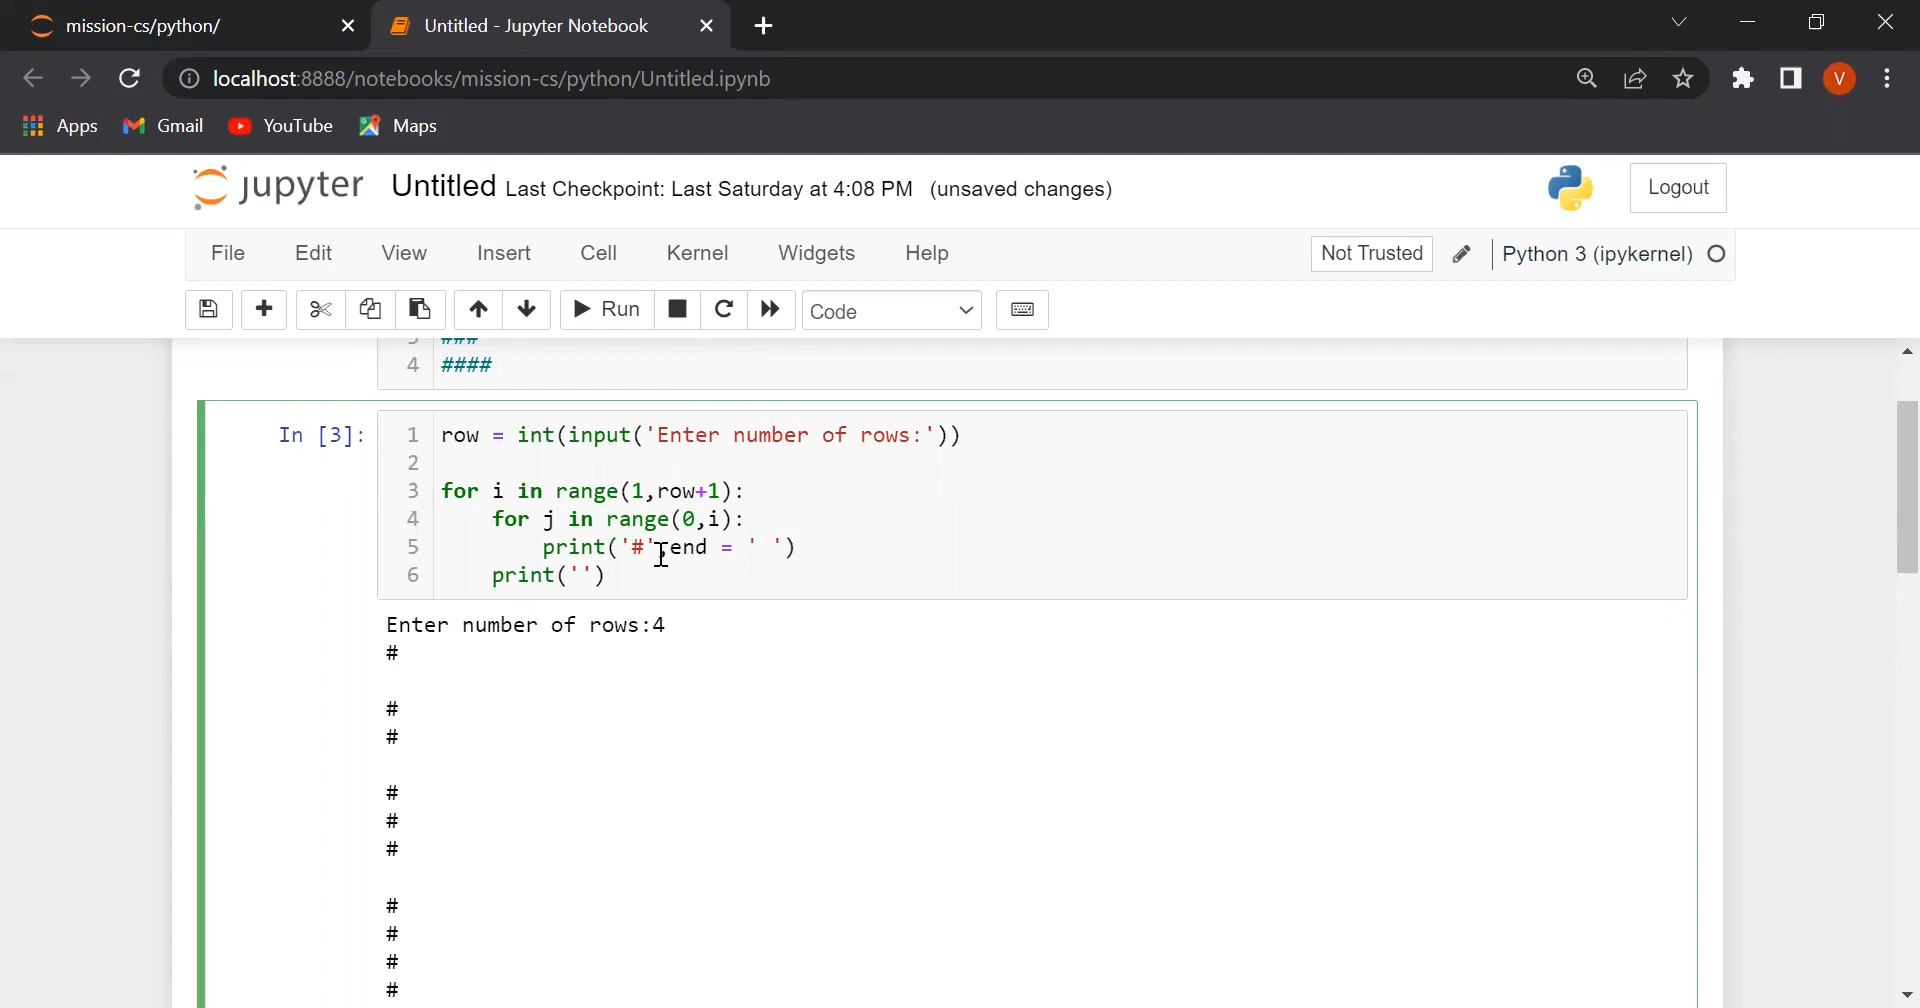 mission-cs/python/
Untitled - Jupyter Notebook
localhost:8888/notebooks/mission-cs/python/Untitled.ipynb
V
Apps
Gmail
YouTube
Maps
jupyter
Untitled Last Checkpoint: Last Saturday at 4:08 PM (unsaved changes)
Logout
File Edit View Insert Cell Kernel Widgets Help
Not Trusted
Python 3 (ipykernel)
Run
Code
3 ###
4 ####
In [3]:
1 row = int(input('Enter number of rows:'))
2
3 for i in range(1,row+1):
4     for j in range(0,i):
5         print('#',end = ' ')
6     print('')
Enter number of rows:4
#
#
#
#
#
#
#
#
#
#